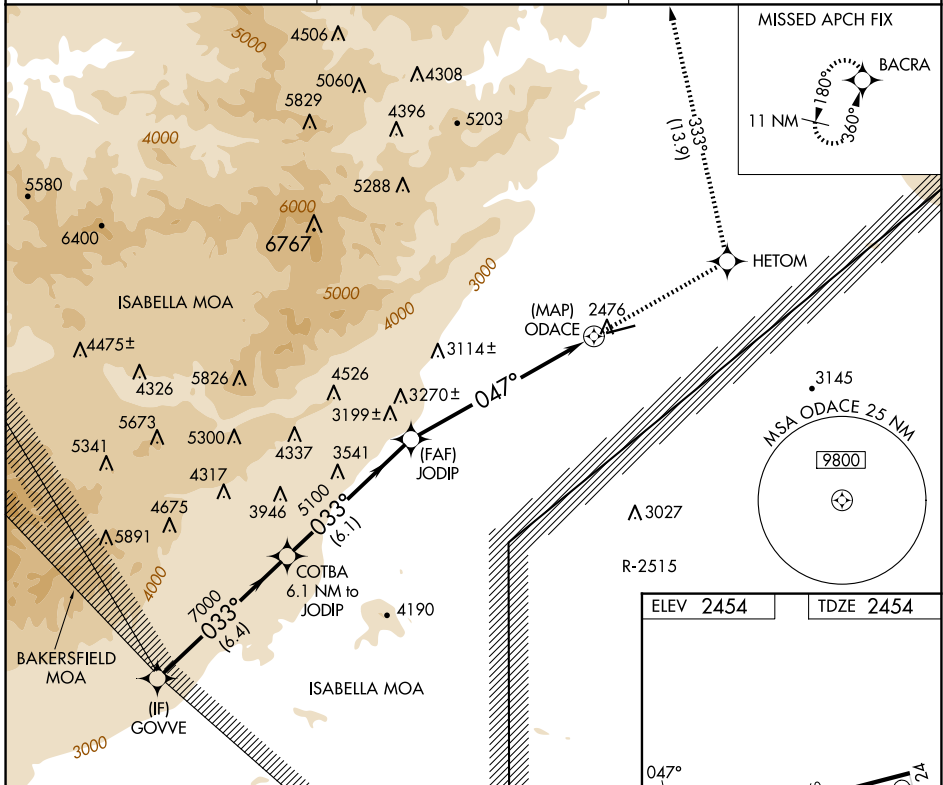 5000
4506
4308
5060
5829
4396
5203
4000
5288
5580
6000
6400
6767
333°
(13.9)
HETOM
MISSED APCH FIX
BACRA
180°
11 NM
360°
ISABELLA MOA
5000
4000
3000
(MAP)
ODACE
2476
4475±
4326
5826
4526
3114±
3270±
3199±
047°
5673
5300
4337
5341
(FAF)
JODIP
4317
3541
3946
5100
033°
(6.1)
4675
5891
4000
COTBA
6.1 NM to
JODIP
7000
033°
(6.4)
4190
BAKERSFIELD
MOA
(IF)
GOVVE
ISABELLA MOA
3000
3145
MSA ODACE 25 NM
9800
3027
R-2515
ELEV 2454
TDZE 2454
047°
24